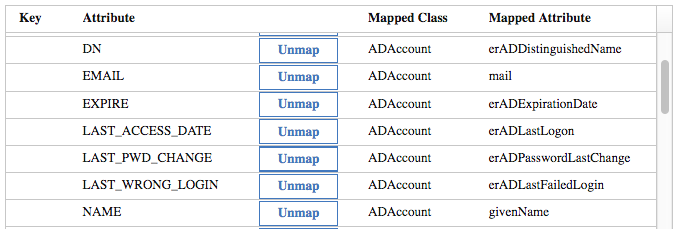 Key Attribute Mapped Class Mapped Attribute
DN Unmap ADAccount erADDistinguishedName
EMAIL Unmap ADAccount mail
EXPIRE Unmap ADAccount erADExpirationDate
LAST_ACCESS_DATE Unmap ADAccount erADLastLogon
LAST_PWD_CHANGE Unmap ADAccount erADPasswordLastChange
LAST_WRONG_LOGIN Unmap ADAccount erADLastFailedLogin
NAME Unmap ADAccount givenName